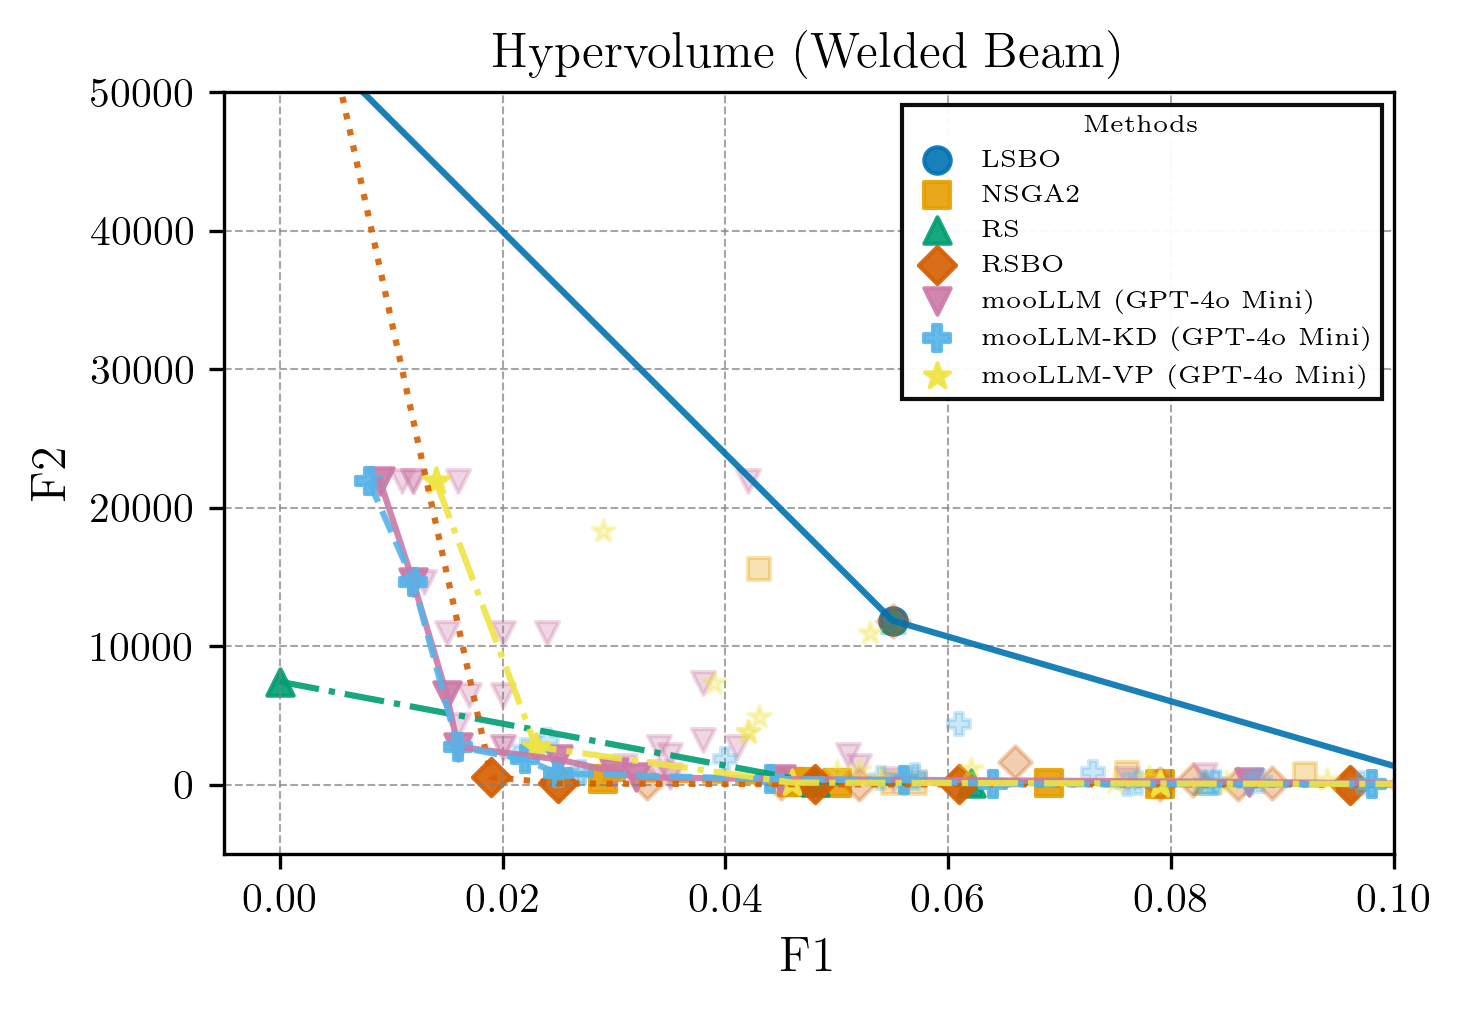 Hypervolume (Welded Beam)
50000
40000
30000
20000
10000
0
F2
Methods
LSBO
NSGA2
RS
RSBO
mooLLM (GPT-4o Mini)
mooLLM-KD (GPT-4o Mini)
mooLLM-VP (GPT-4o Mini)
0.00 0.02 0.04 0.06 0.08 0.10
F1